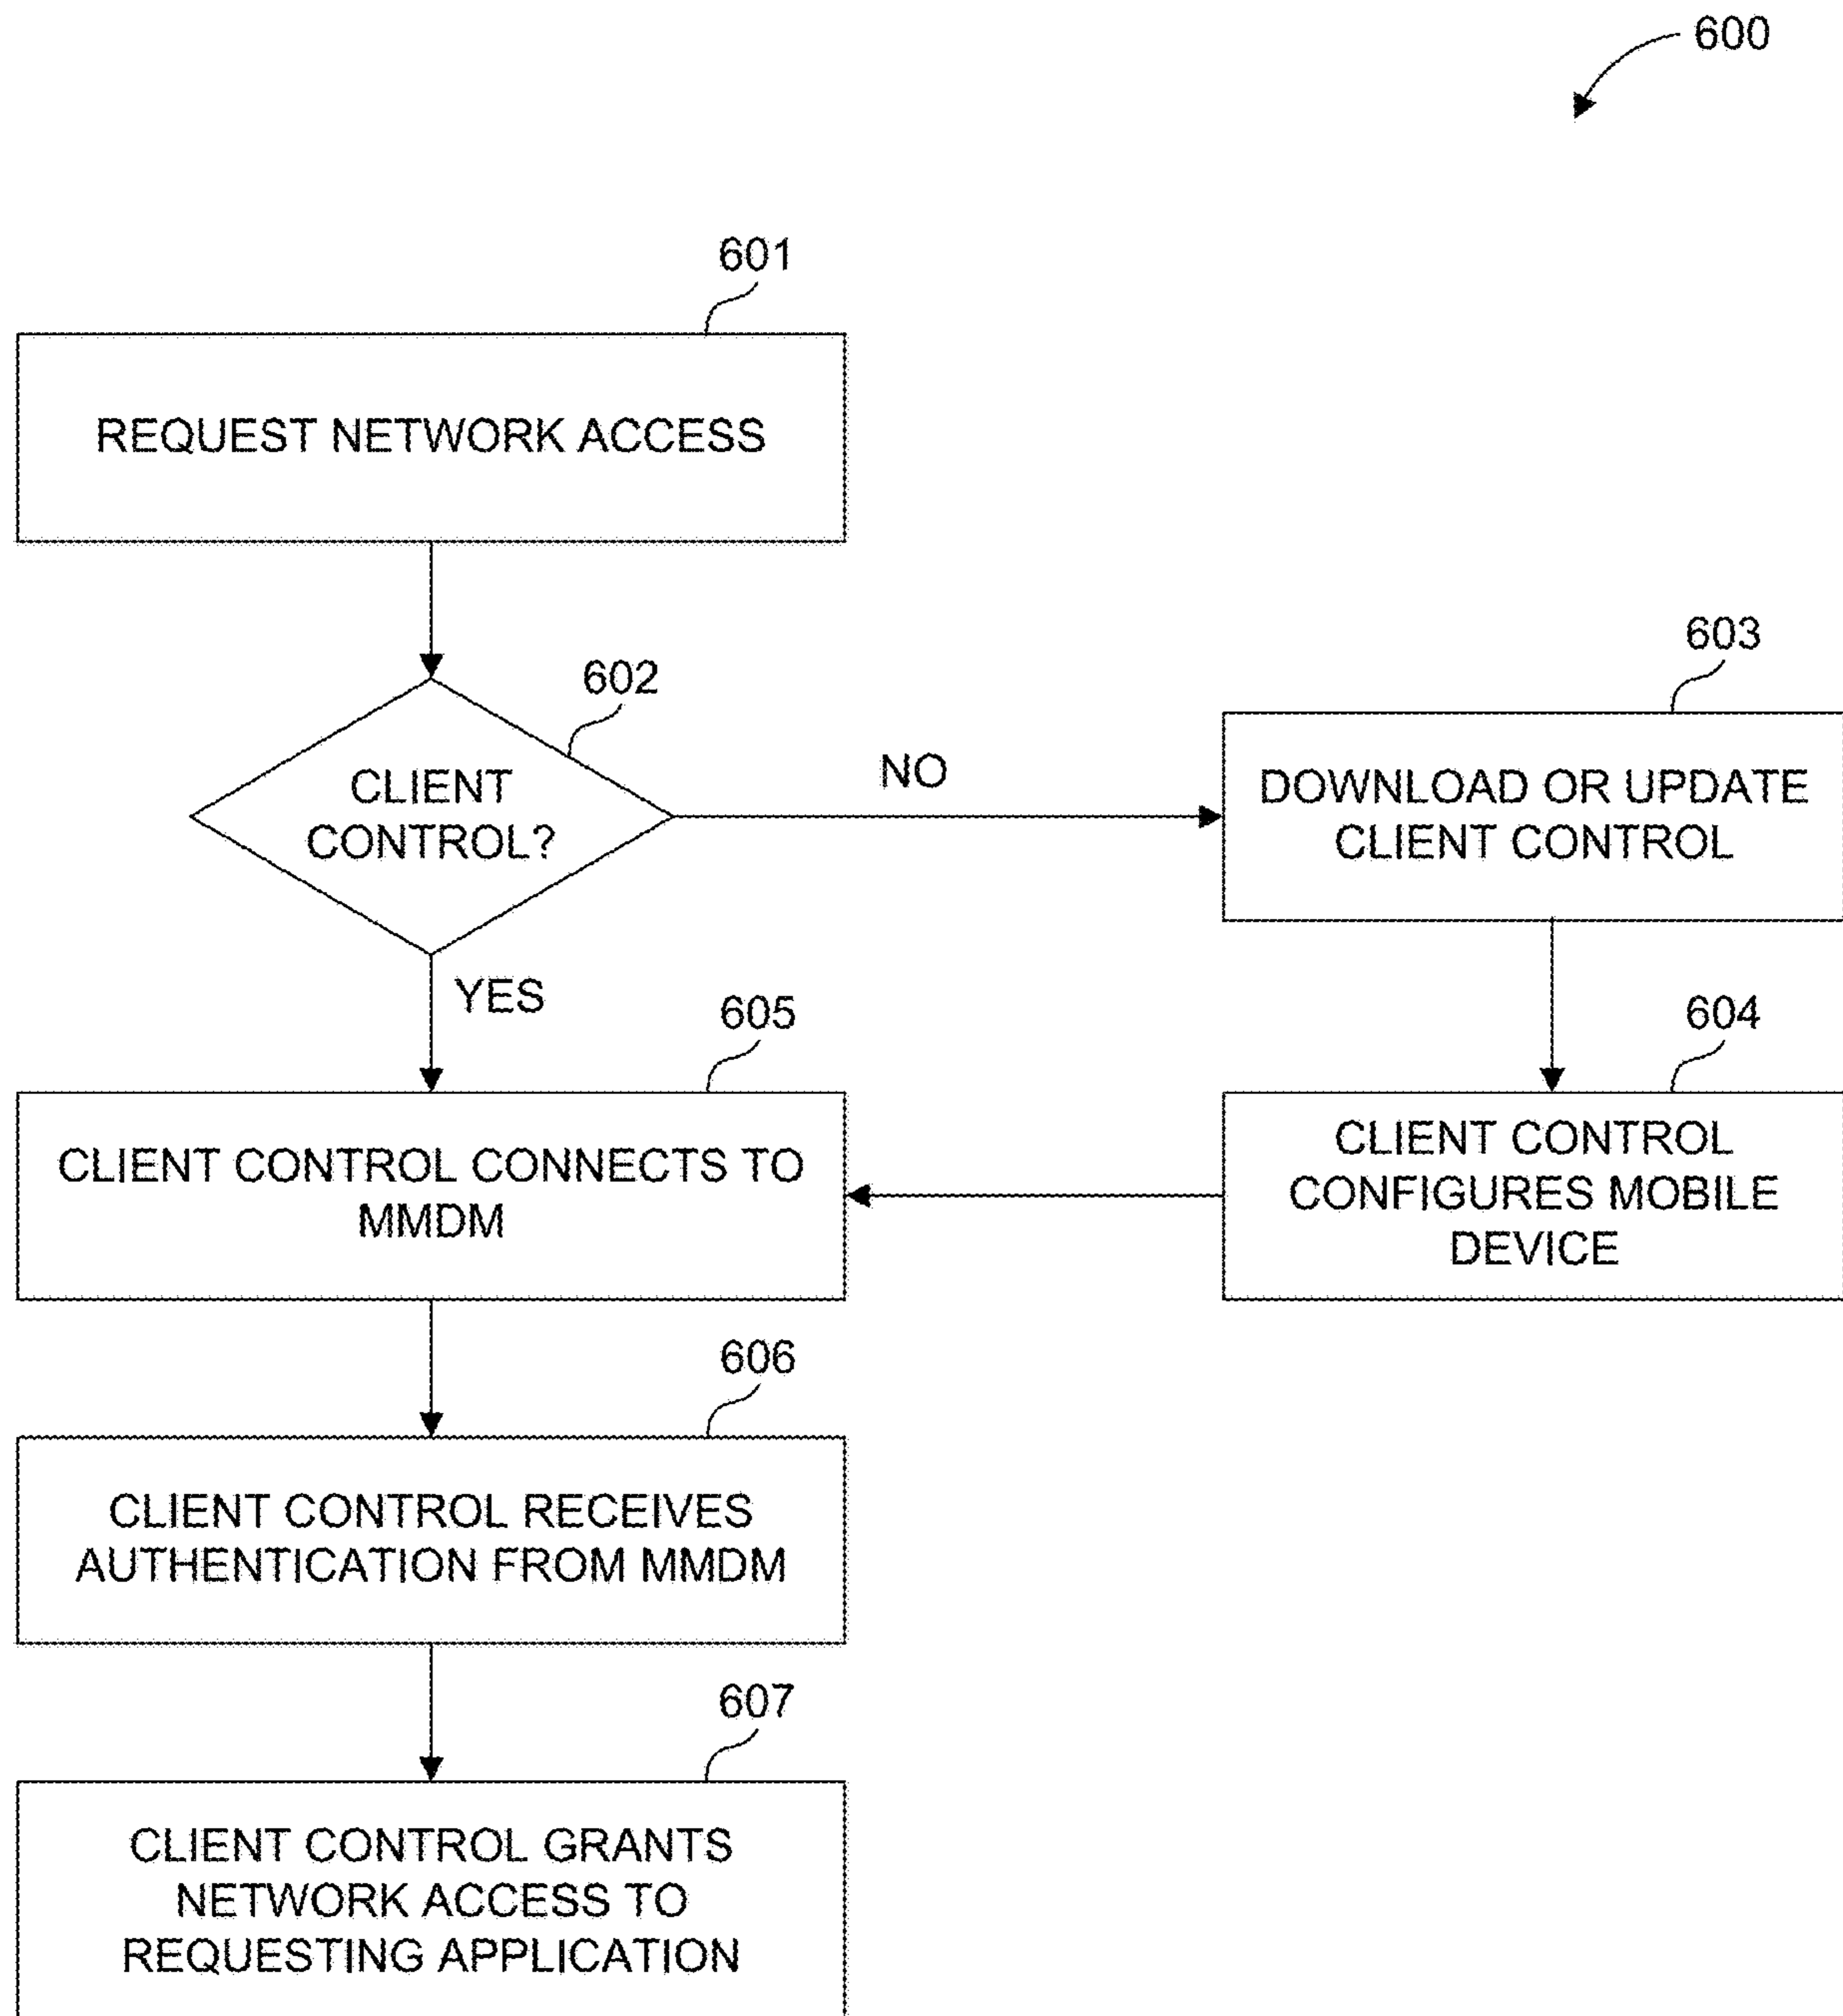 600
601
REQUEST NETWORK ACCESS
602
CLIENT
CONTROL?
NO
603
DOWNLOAD OR UPDATE
CLIENT CONTROL
YES
605
CLIENT CONTROL CONNECTS TO
MMDM
604
CLIENT CONTROL
CONFIGURES MOBILE
DEVICE
606
CLIENT CONTROL RECEIVES
AUTHENTICATION FROM MMDM
607
CLIENT CONTROL GRANTS
NETWORK ACCESS TO
REQUESTING APPLICATION